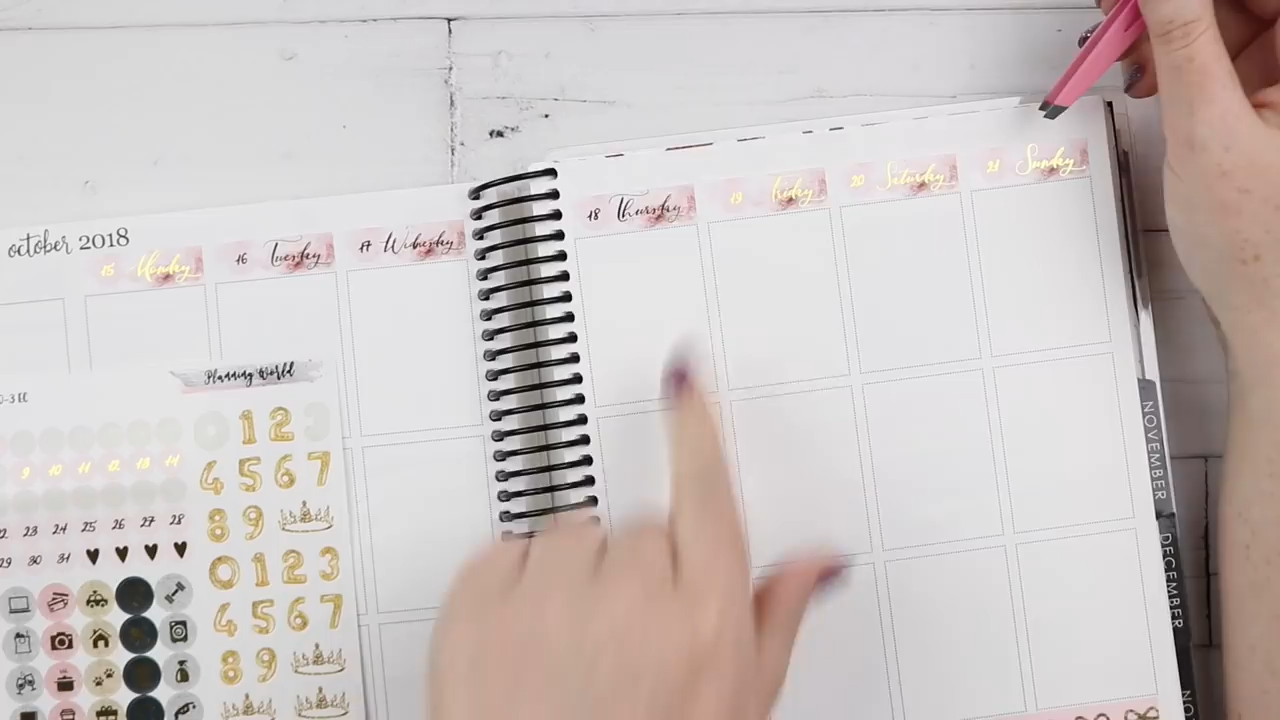 october 2018
15 Monday
16 Tuesday
17 Wednesday
18 Thursday
19 Friday
20 Saturday
21 Sunday
Planning World
1 2
4 5 6 7
8 9
0 1 2 3
4 5 6 7
8 9
9 10 11 12 13 14
23 24 25 26 27 28
29 30 31
NOVEMBER
DECEMBER
NO